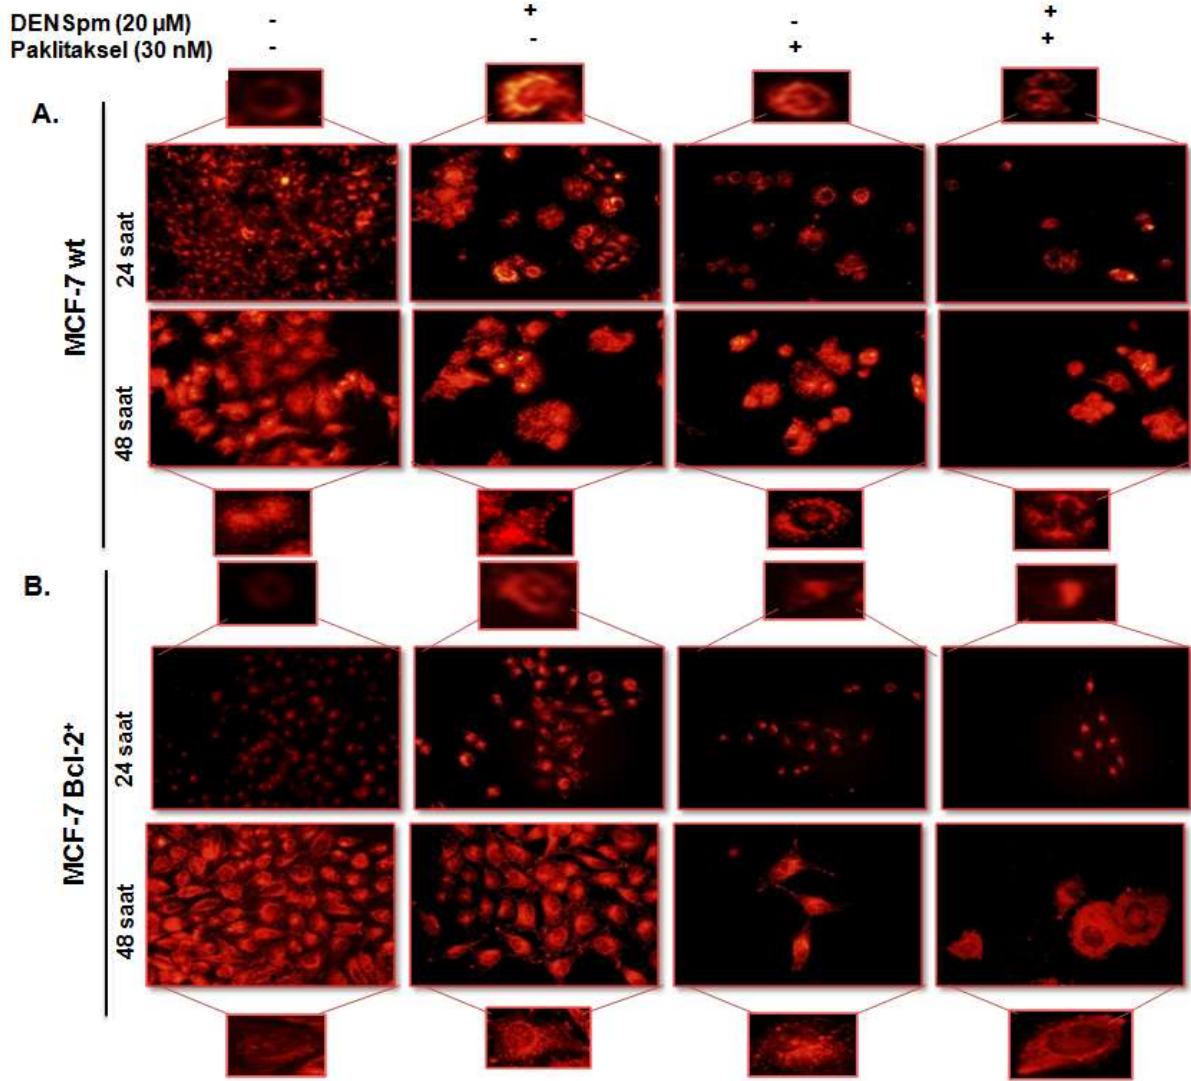 DENSpm (20 µM) - + - +
Paklitaksel (30 nM) - - + +
A.
MCF-7 wt
24 saat
48 saat
B.
MCF-7 Bcl-2⁺
24 saat
48 saat